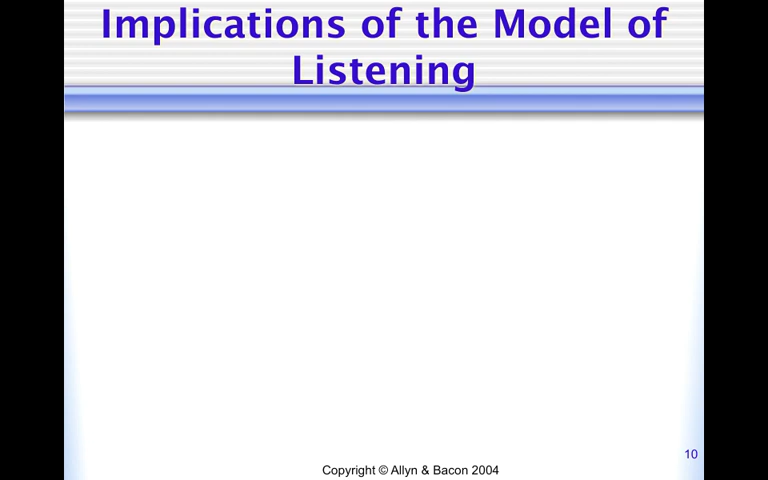 Implications of the Model of
Listening
10
Copyright © Allyn & Bacon 2004